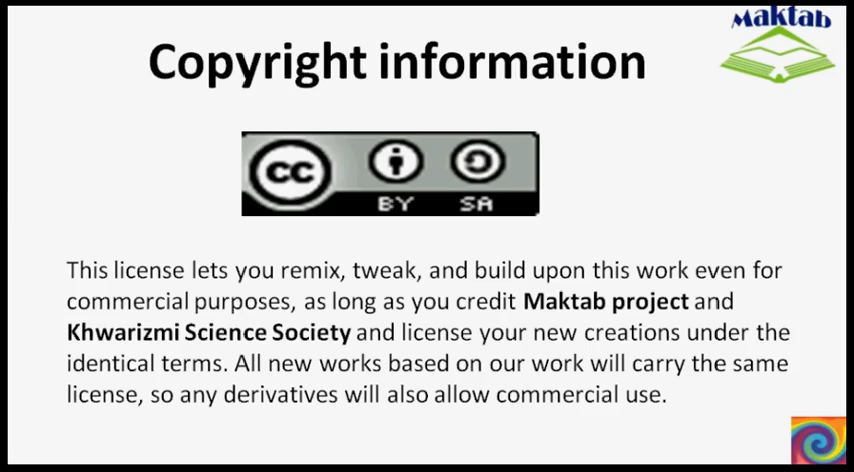 Maktab
Copyright information
cc
BY SA
This license lets you remix, tweak, and build upon this work even for
commercial purposes, as long as you credit Maktab project and
Khwarizmi Science Society and license your new creations under the
identical terms. All new works based on our work will carry the same
license, so any derivatives will also allow commercial use.